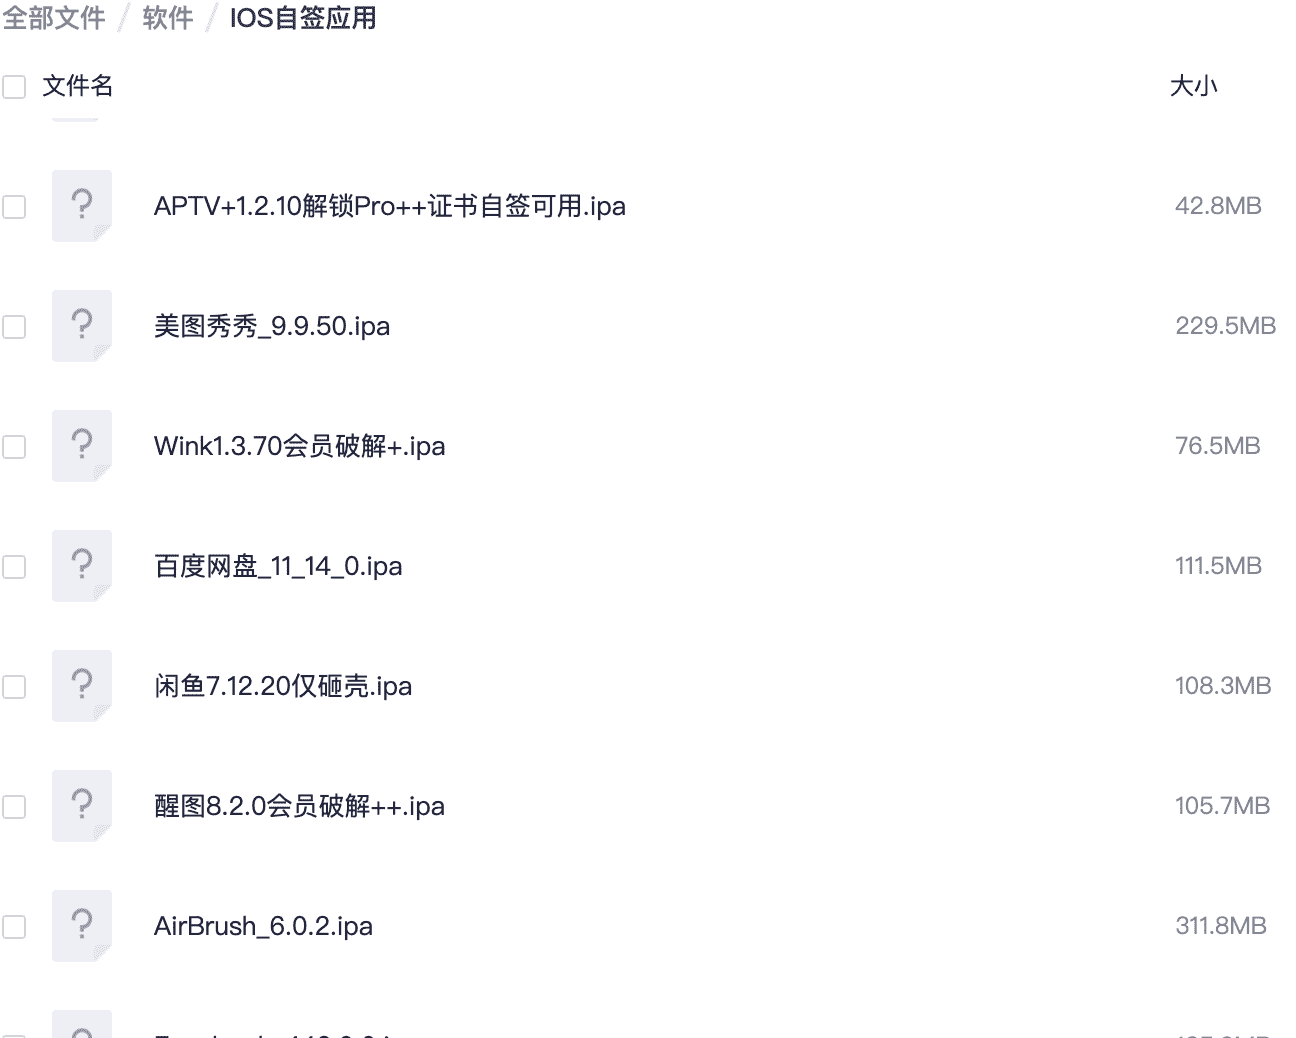 全部文件 / 软件 / IOS自签应用
文件名 大小
APTV+1.2.10解锁Pro++证书自签可用.ipa 42.8MB
美图秀秀_9.9.50.ipa 229.5MB
Wink1.3.70会员破解+.ipa 76.5MB
百度网盘_11_14_0.ipa 111.5MB
闲鱼7.12.20仅砸壳.ipa 108.3MB
醒图8.2.0会员破解++.ipa 105.7MB
AirBrush_6.0.2.ipa 311.8MB